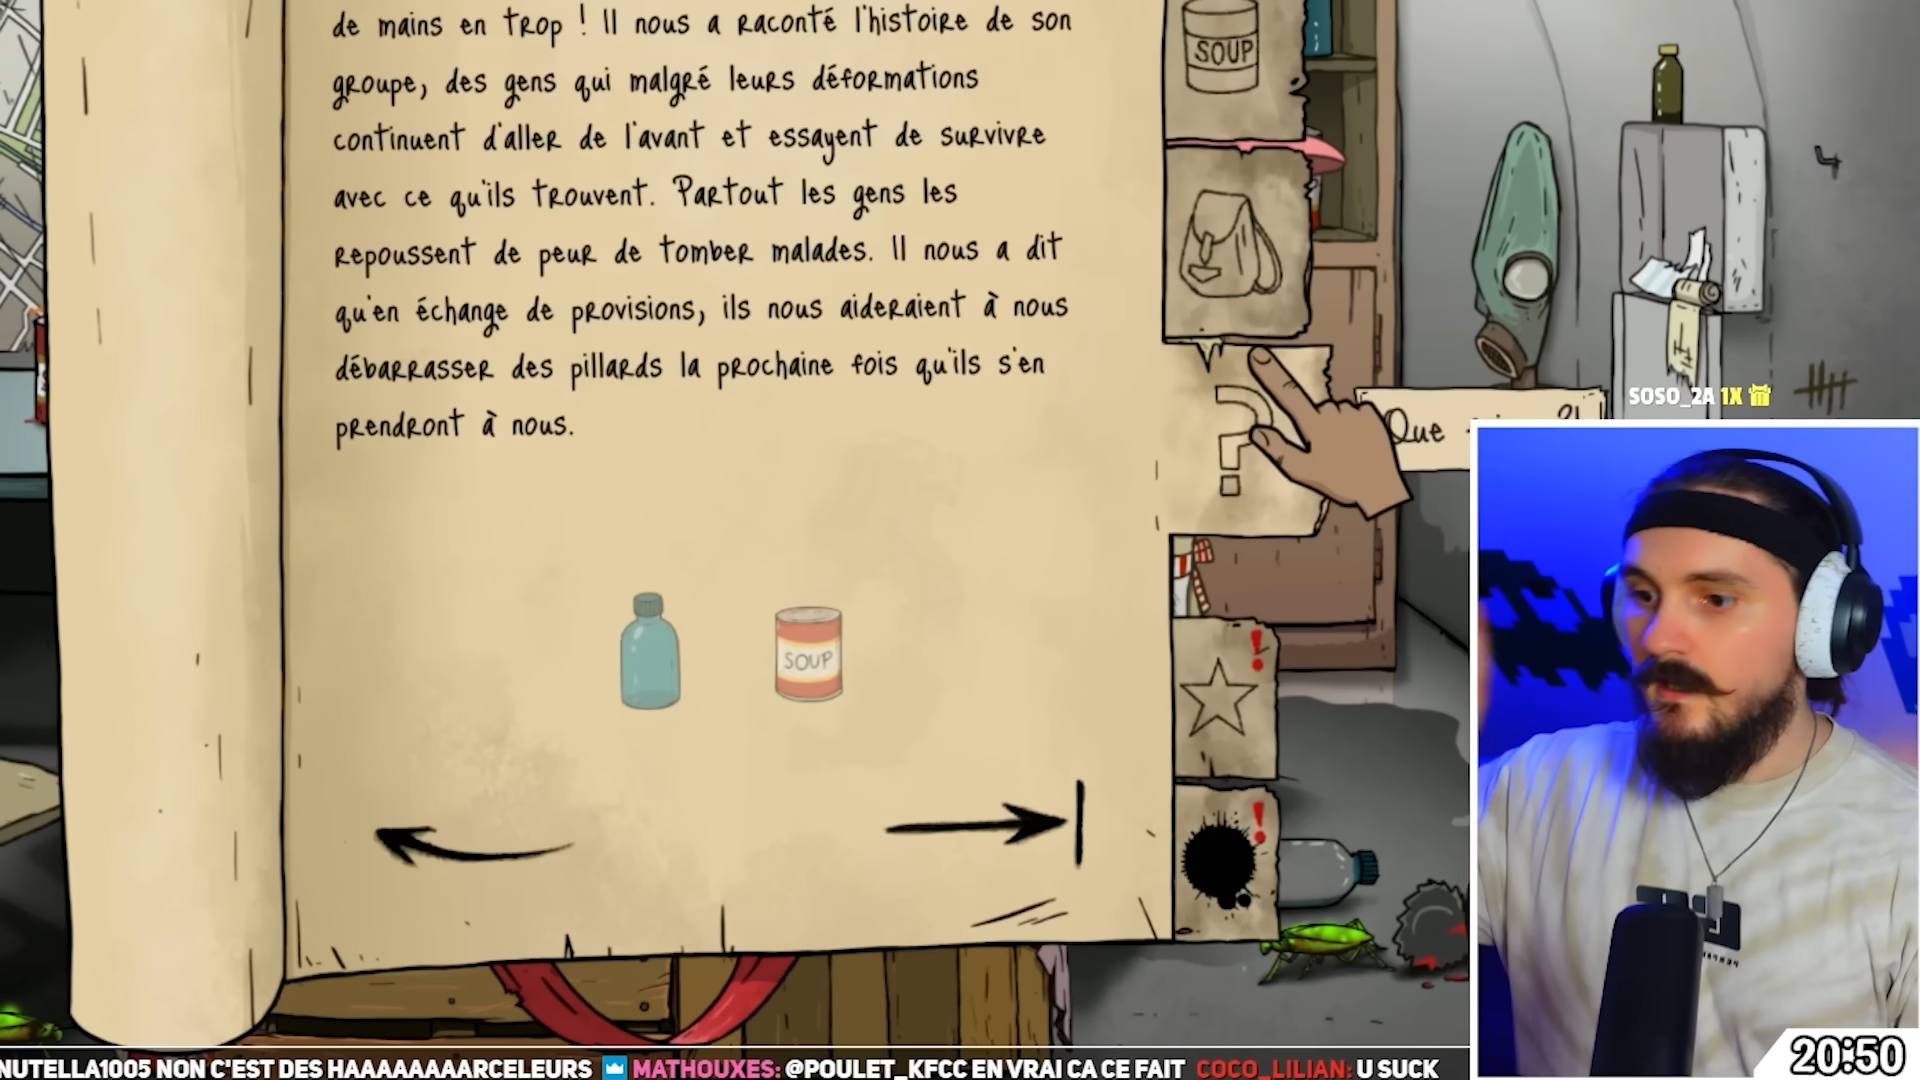 de mains en trop ! Il nous a raconté l'histoire de son
groupe, des gens qui malgré leurs déformations
continuent d'aller de l'avant et essayent de survivre
avec ce qu'ils trouvent. Partout les gens les
repoussent de peur de tomber malades. Il nous a dit
qu'en échange de provisions, ils nous aideraient à nous
débarrasser des pillards la prochaine fois qu'ils s'en
prendront à nous.
SOUP
SOUP
?
!
!
Que
SOSO_2A 1X
NUTELLA1005 NON C'EST DES HAAAAAAAARCELEURS MATHOUXES: @POULET_KFCC EN VRAI CA CE FAIT COCO_LILIAN: U SUCK
20:50